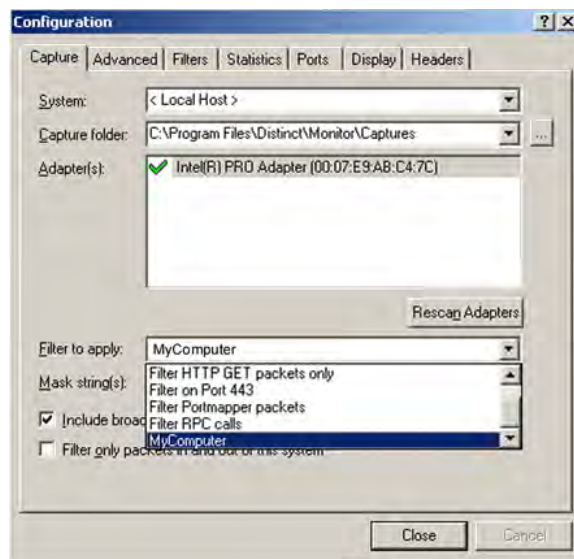 Configuration
Capture Advanced Filters Statistics Ports Display Headers
System: < Local Host >
Capture folder: C:\Program Files\Distinct\Monitor\Captures ...
Adapter(s): Intel(R) PRO Adapter (00:07:E9:AB:C4:7C)
Rescan Adapters
Filter to apply: MyComputer
Filter HTTP GET packets only
Mask string(s): Filter on Port 443
Filter Portmapper packets
Include broad Filter RPC calls
MyComputer
Filter only packets in and out of this system
Close Cancel